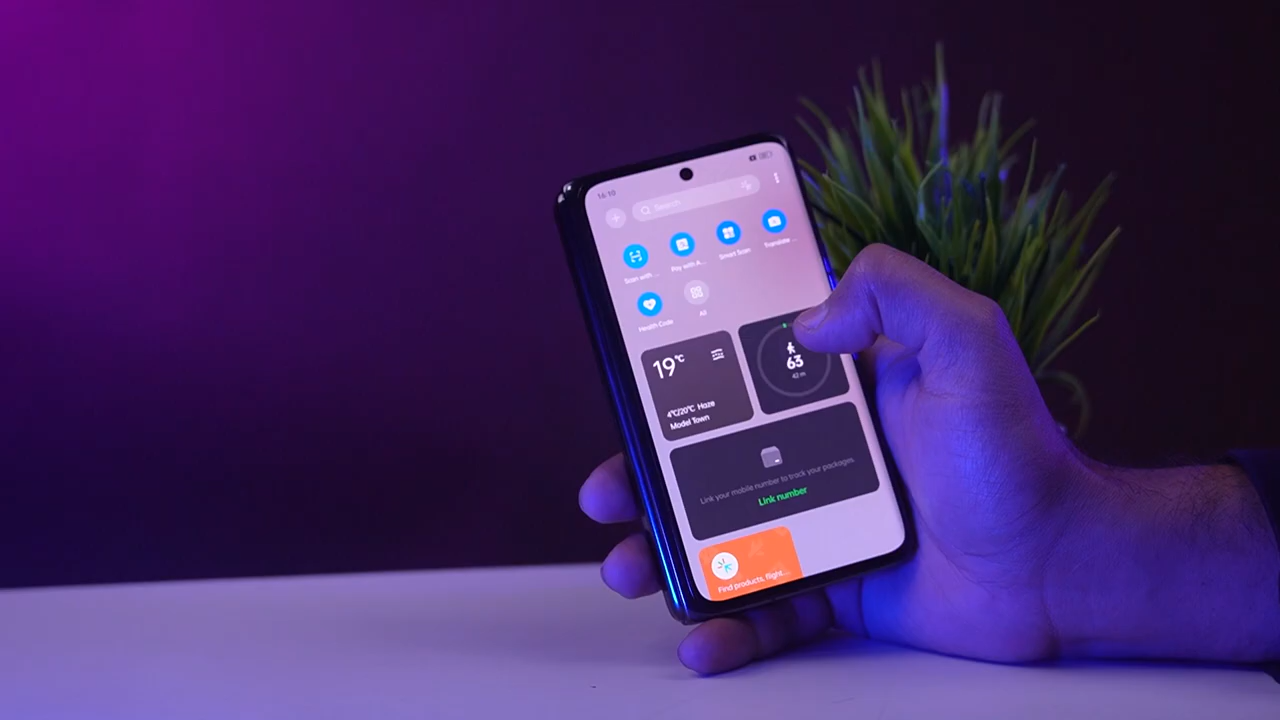 16:10
Search
Scan with ...
Pay with A...
Smart Scan
Translate ...
Health Code
All
19°C
4°C/20°C Haze
Model Town
63
42 m
Link your mobile number to track your packages.
Link number
Find products, flight...